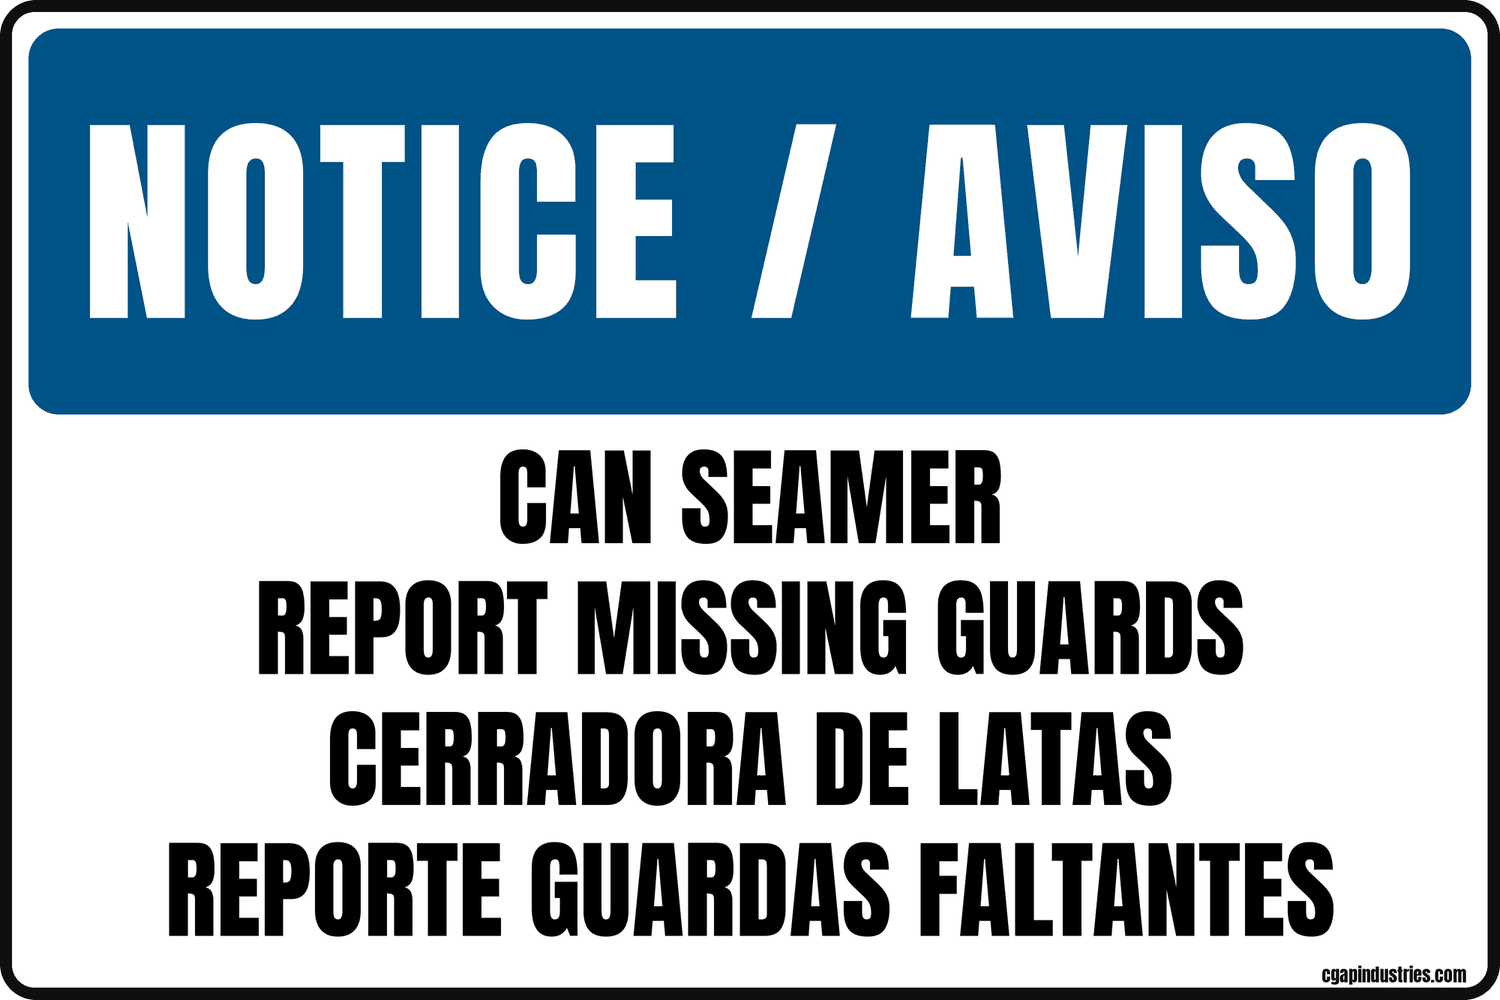 NOTICE / AVISO
CAN SEAMER
REPORT MISSING GUARDS
CERRADORA DE LATAS
REPORTE GUARDAS FALTANTES
cgapindustries.com